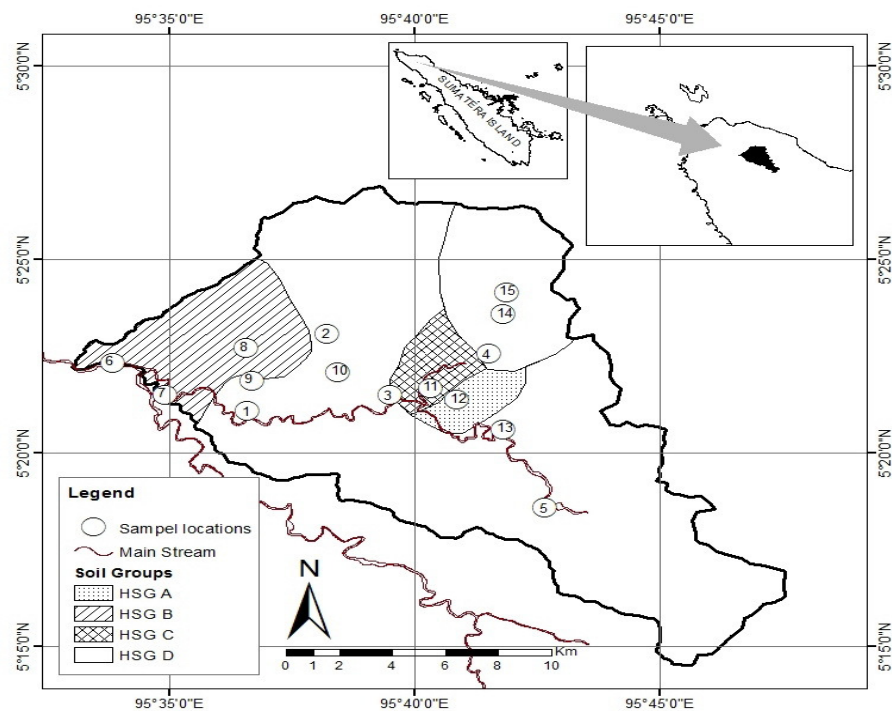 95°35'0"E 95°40'0"E 95°45'0"E
5°30'0"N 5°30'0"N
SUMATERA ISLAND
5°25'0"N 5°25'0"N
15
14
2
8
4
6
10
9
11
7
3
12
1
13
5°20'0"N 5°20'0"N
5
Legend
Sampel locations
Main Stream
Soil Groups
HSG A
HSG B
HSG C
HSG D
N
Km
0 1 2 4 6 8 10
5°15'0"N 5°15'0"N
95°35'0"E 95°40'0"E 95°45'0"E